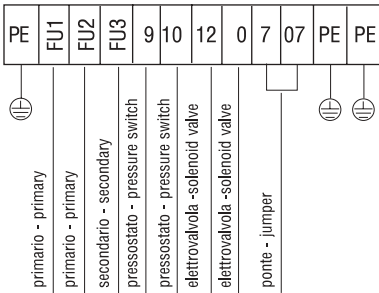 PE FU1 FU2 FU3 9 10 12 0 7 07 PE PE
primario - primary
primario - primary
secondario - secondary
pressostato - pressure switch
pressostato - pressure switch
elettrovalvola -solenoid valve
elettrovalvola -solenoid valve
ponte - jumper